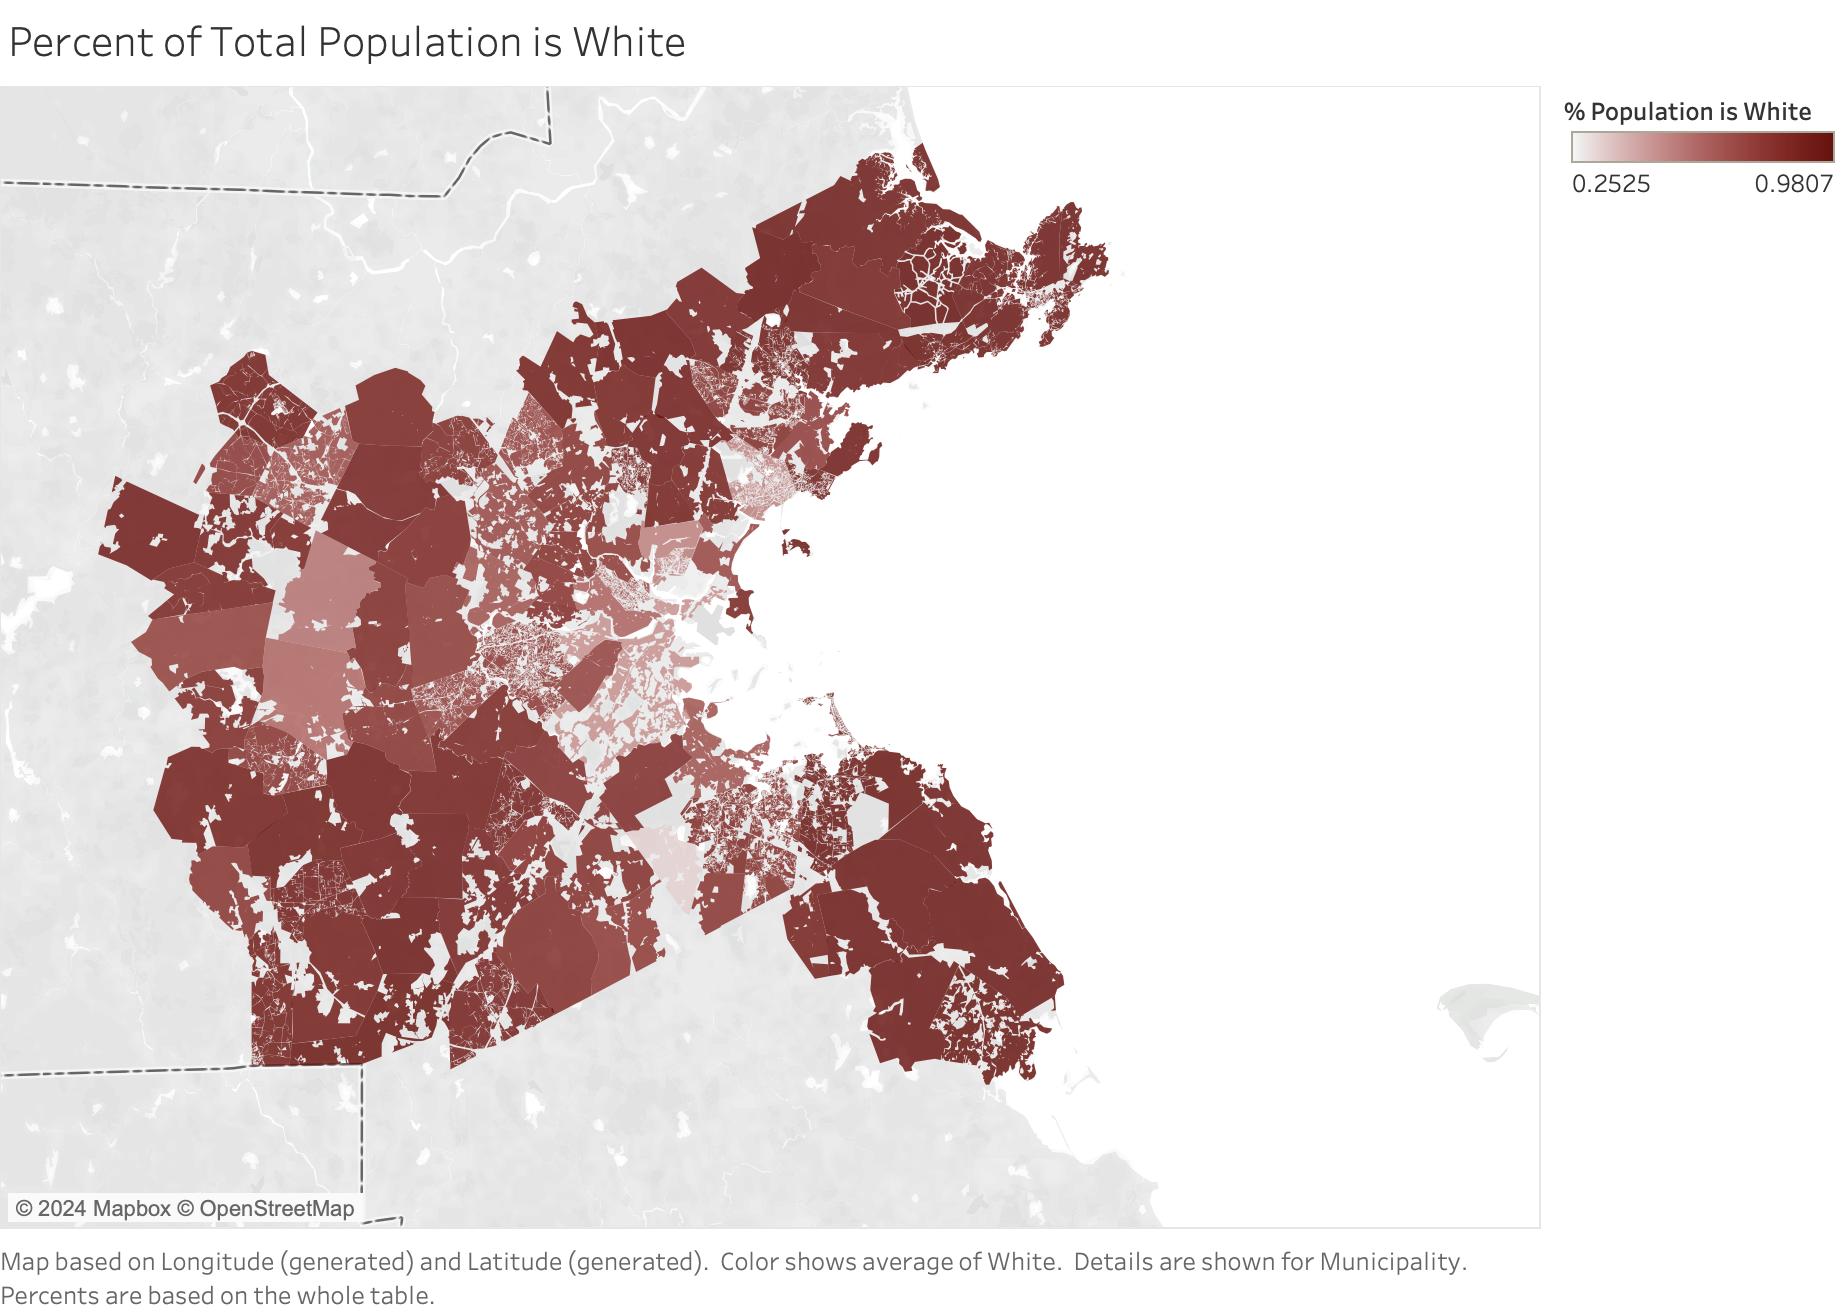 Percent of Total Population is White
% Population is White
0.2525 0.9807
© 2024 Mapbox © OpenStreetMap
Map based on Longitude (generated) and Latitude (generated).  Color shows average of White.  Details are shown for Municipality.
Percents are based on the whole table.